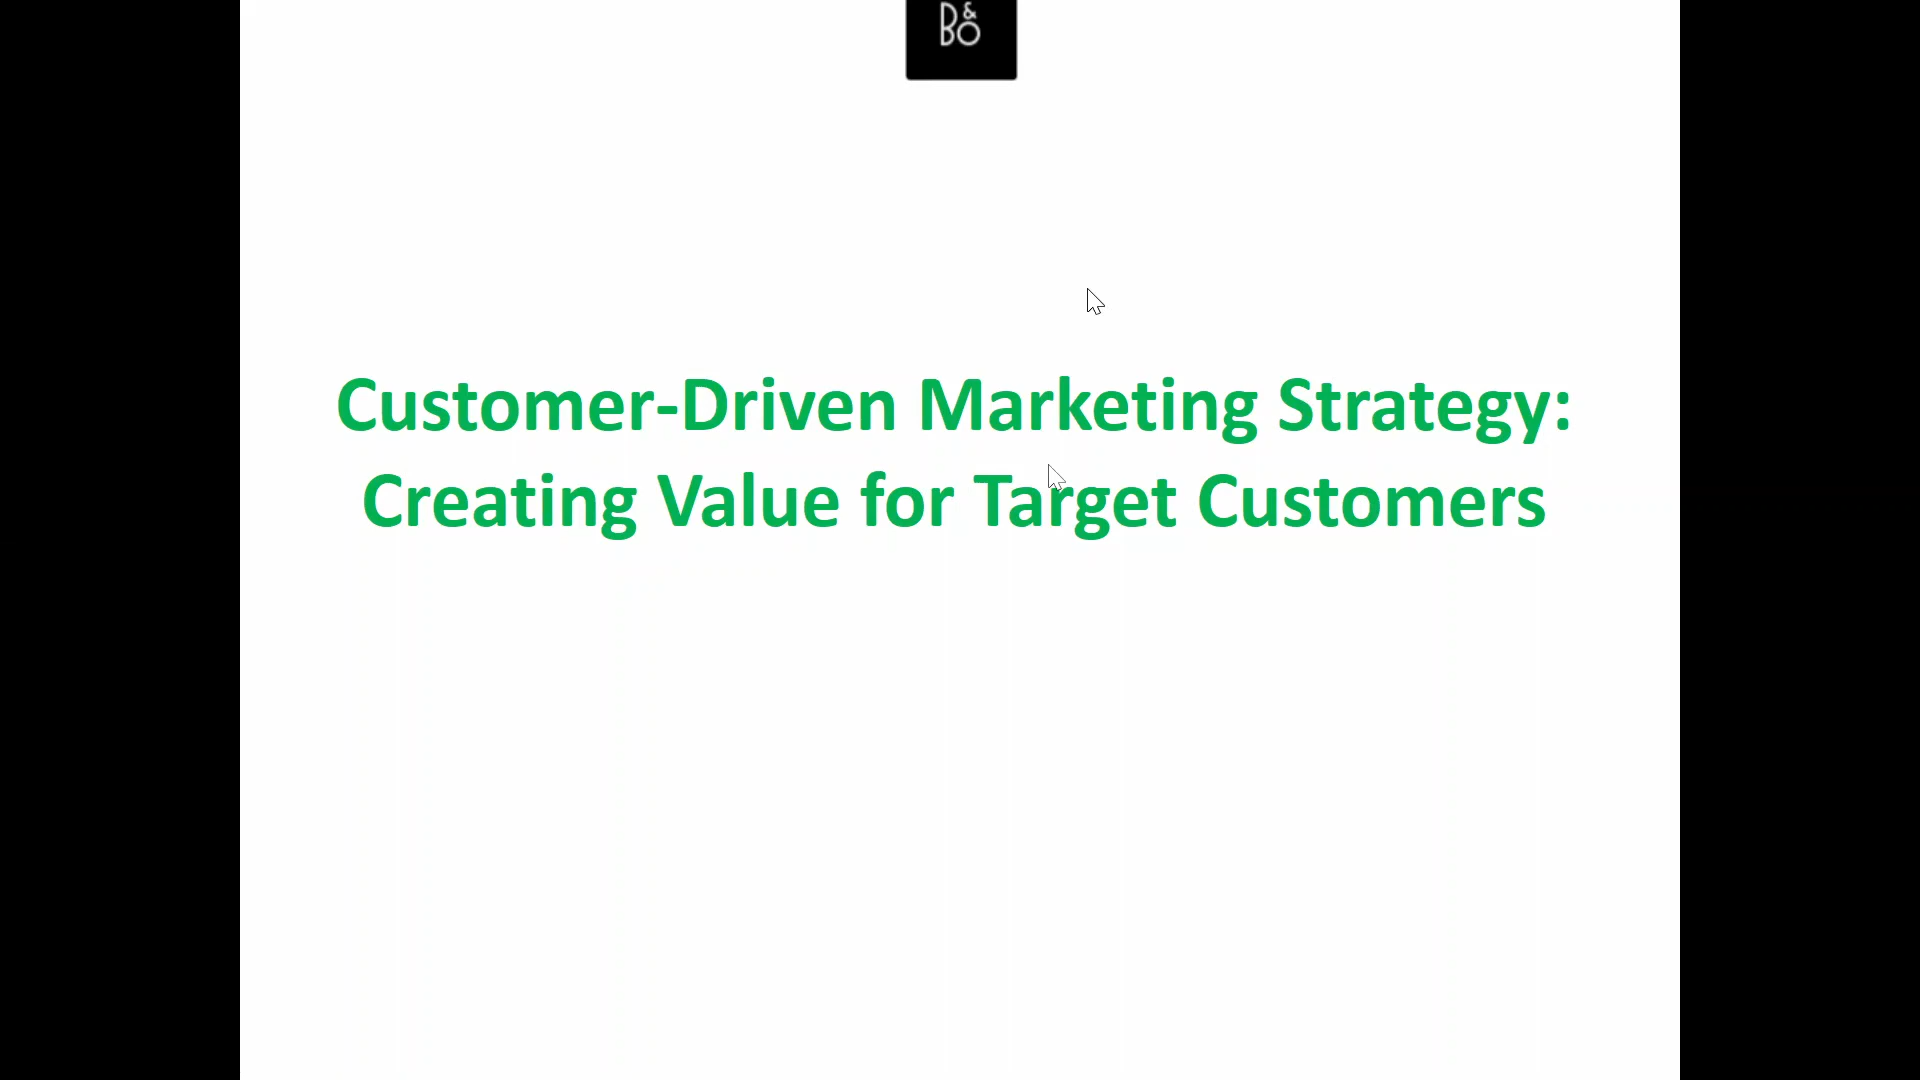 B&O
Customer-Driven Marketing Strategy:
Creating Value for Target Customers